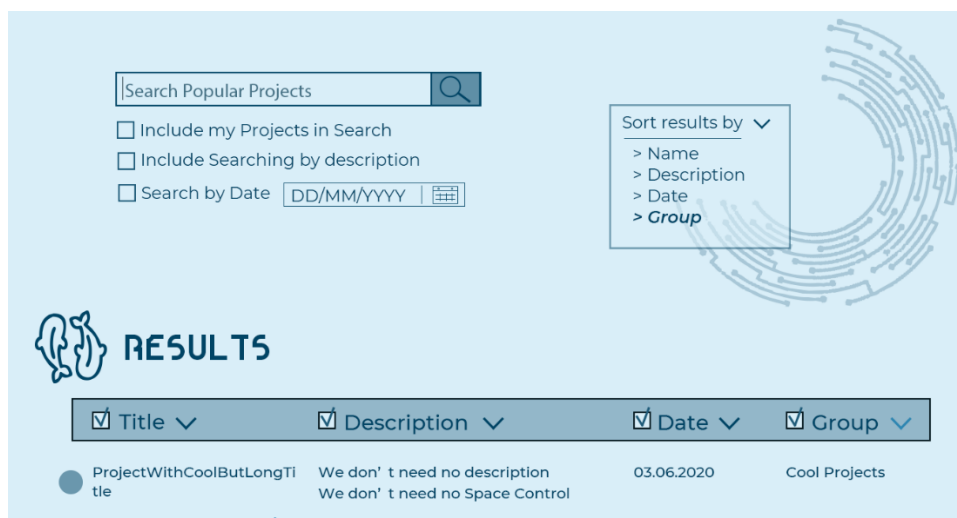 Search Popular Projects
Include my Projects in Search
Include Searching by description
Search by Date DD/MM/YYYY
Sort results by
> Name
> Description
> Date
> Group
RESULTS
Title Description Date Group
ProjectWithCoolButLongTi We don’ t need no description 03.06.2020 Cool Projects
tle We don’ t need no Space Control